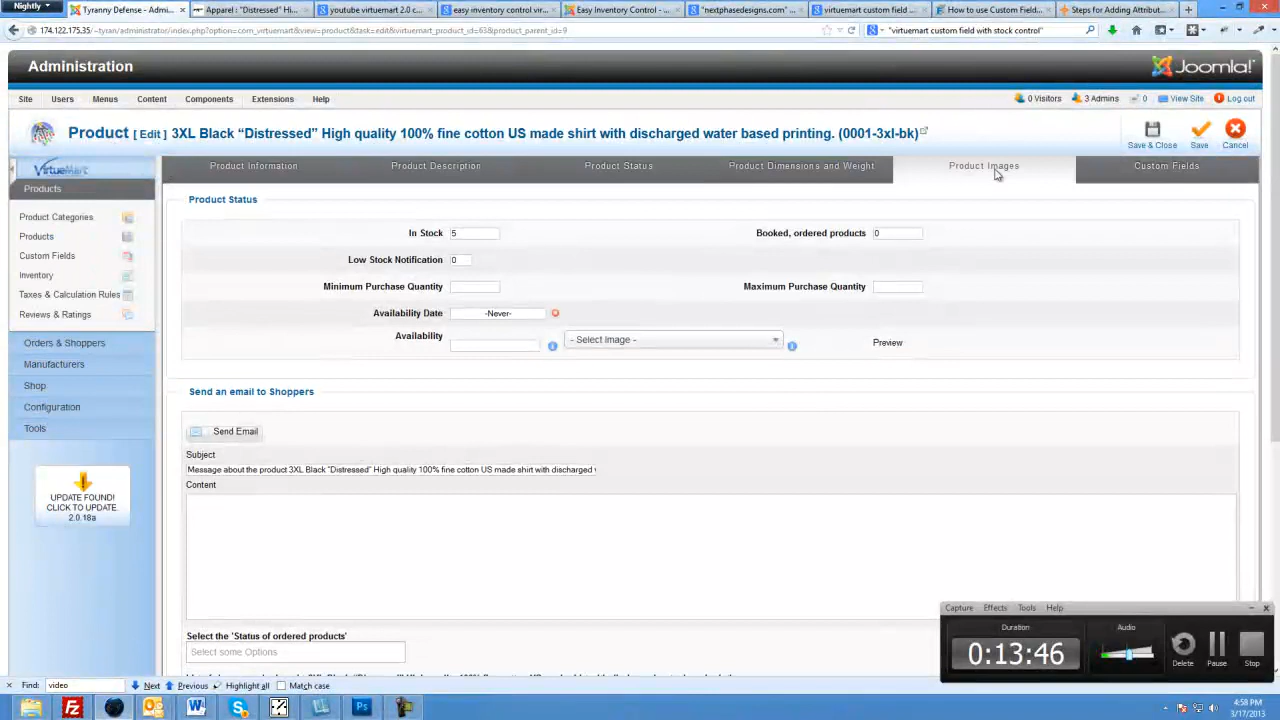 Nightly
Tyranny Defense - Admi...
Apparel : "Distressed" Hi...
youtube virtuemart 2.0 c...
easy inventory control vir...
Easy Inventory Control - ...
"nextphasedesigns.com" ...
virtuemart custom field ...
How to use Custom Field...
Steps for Adding Attribut...
174.122.175.35/~tyran/administrator/index.php?option=com_virtuemart&view=product&task=edit&virtuemart_product_id=63&product_parent_id=9
"virtuemart custom field with stock control"
Administration
Joomla!
Site Users Menus Content Components Extensions Help
0 Visitors 3 Admins 0 View Site Log out
Product [ Edit ] 3XL Black “Distressed” High quality 100% fine cotton US made shirt with discharged water based printing. (0001-3xl-bk)
Save & Close Save Cancel
VirtueMart
Products
Product Categories
Products
Custom Fields
Inventory
Taxes & Calculation Rules
Reviews & Ratings
Orders & Shoppers
Manufacturers
Shop
Configuration
Tools
UPDATE FOUND!
CLICK TO UPDATE
2.0.18a
Product Information Product Description Product Status Product Dimensions and Weight Product Images Custom Fields
Product Status
In Stock 5 Booked, ordered products 0
Low Stock Notification 0
Minimum Purchase Quantity Maximum Purchase Quantity
Availability Date -Never-
Availability - Select Image - Preview
Send an email to Shoppers
Send Email
Subject
Message about the product 3XL Black “Distressed” High quality 100% fine cotton US made shirt with discharged
Content
Select the 'Status of ordered products'
Select some Options
Capture Effects Tools Help
Duration Audio
0:13:46
Delete Pause Stop
Find: video Next Previous Highlight all Match case
4:58 PM
3/17/2013